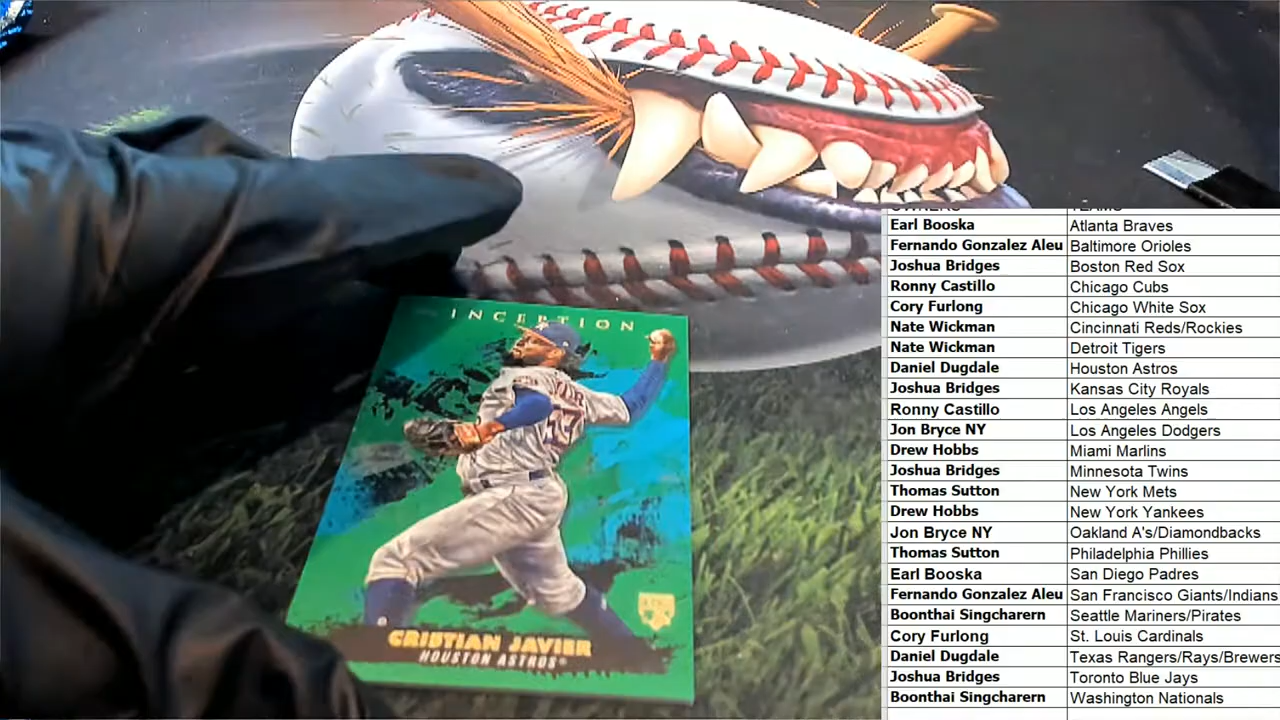 INCEPTION
CRISTIAN JAVIER
HOUSTON ASTROS
Earl Booska Atlanta Braves
Fernando Gonzalez Aleu Baltimore Orioles
Joshua Bridges Boston Red Sox
Ronny Castillo Chicago Cubs
Cory Furlong Chicago White Sox
Nate Wickman Cincinnati Reds/Rockies
Nate Wickman Detroit Tigers
Daniel Dugdale Houston Astros
Joshua Bridges Kansas City Royals
Ronny Castillo Los Angeles Angels
Jon Bryce NY Los Angeles Dodgers
Drew Hobbs Miami Marlins
Joshua Bridges Minnesota Twins
Thomas Sutton New York Mets
Drew Hobbs New York Yankees
Jon Bryce NY Oakland A's/Diamondbacks
Thomas Sutton Philadelphia Phillies
Earl Booska San Diego Padres
Fernando Gonzalez Aleu San Francisco Giants/Indians
Boonthai Singcharern Seattle Mariners/Pirates
Cory Furlong St. Louis Cardinals
Daniel Dugdale Texas Rangers/Rays/Brewers
Joshua Bridges Toronto Blue Jays
Boonthai Singcharern Washington Nationals